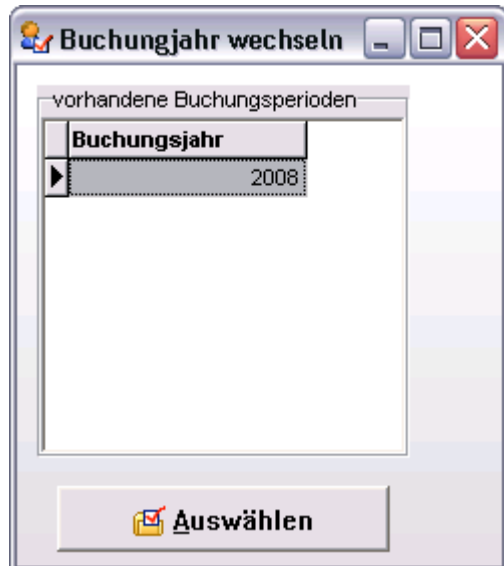 Buchungjahr wechseln
vorhandene Buchungsperioden
Buchungsjahr
2008
Auswählen